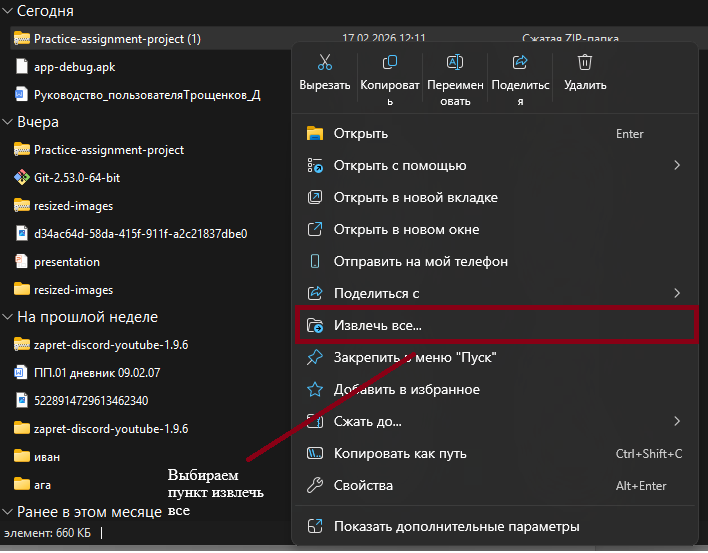 Сегодня
Practice-assignment-project (1)
17.02.2026 12:11
Сжатая ZIP-папка
app-debug.apk
Руководство_пользователяТрощенков_Д
Вчера
Practice-assignment-project
Git-2.53.0-64-bit
resized-images
d34ac64d-58da-415f-911f-a2c21837dbe0
presentation
resized-images
На прошлой неделе
zapret-discord-youtube-1.9.6
ПП.01 дневник 09.02.07
5228914729613462340
zapret-discord-youtube-1.9.6
иван
ага
Ранее в этом месяце
элемент: 660 КБ
Вырезать
Копировать
Переименовать
Поделиться
Удалить
Открыть Enter
Открыть с помощью
Открыть в новой вкладке
Открыть в новом окне
Отправить на мой телефон
Поделиться с
Извлечь все...
Закрепить в меню "Пуск"
Добавить в избранное
Сжать до...
Копировать как путь Ctrl+Shift+C
Свойства Alt+Enter
Показать дополнительные параметры
Выбираем
пункт извлечь
все